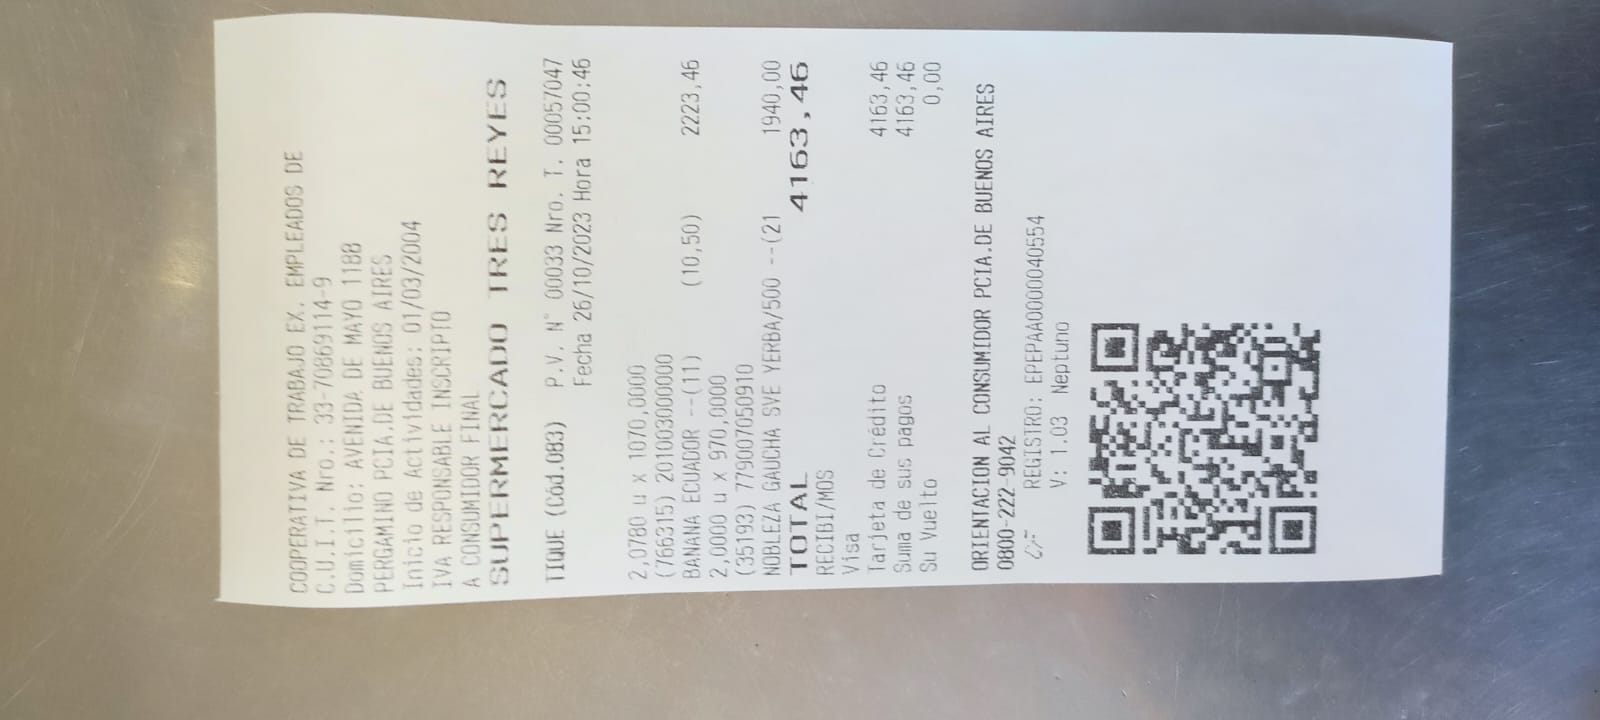 COOPERATIVA DE TRABAJO EX. EMPLEADOS DE
C.U.I.T. Nro.: 33-70869114-9
Domicilio: AVENIDA DE MAYO 1188
PERGAMINO PCIA.DE BUENOS AIRES
Inicio de Actividades: 01/03/2004
IVA RESPONSABLE INSCRIPTO
A CONSUMIDOR FINAL
SUPERMERCADO TRES REYES
TIQUE (Cód.083) P.V. N° 00033 Nro. T. 00057047
Fecha 26/10/2023 Hora 15:00:46
2,0780 u x 1070,0000
(766315) 2010030000000
BANANA ECUADOR --(11) (10,50) 2223,46
2,0000 u x 970,0000
(35193) 779007050910
NOBLEZA GAUCHA SVE YERBA/500 --(21 1940,00
TOTAL 4163,46
RECIBI/MOS
Visa
Tarjeta de Crédito 4163,46
Suma de sus pagos 4163,46
Su Vuelto 0,00
ORIENTACION AL CONSUMIDOR PCIA.DE BUENOS AIRES
0800-222-9042
CF REGISTRO: EPEPAA0000040554
V: 1.03 Neptuno